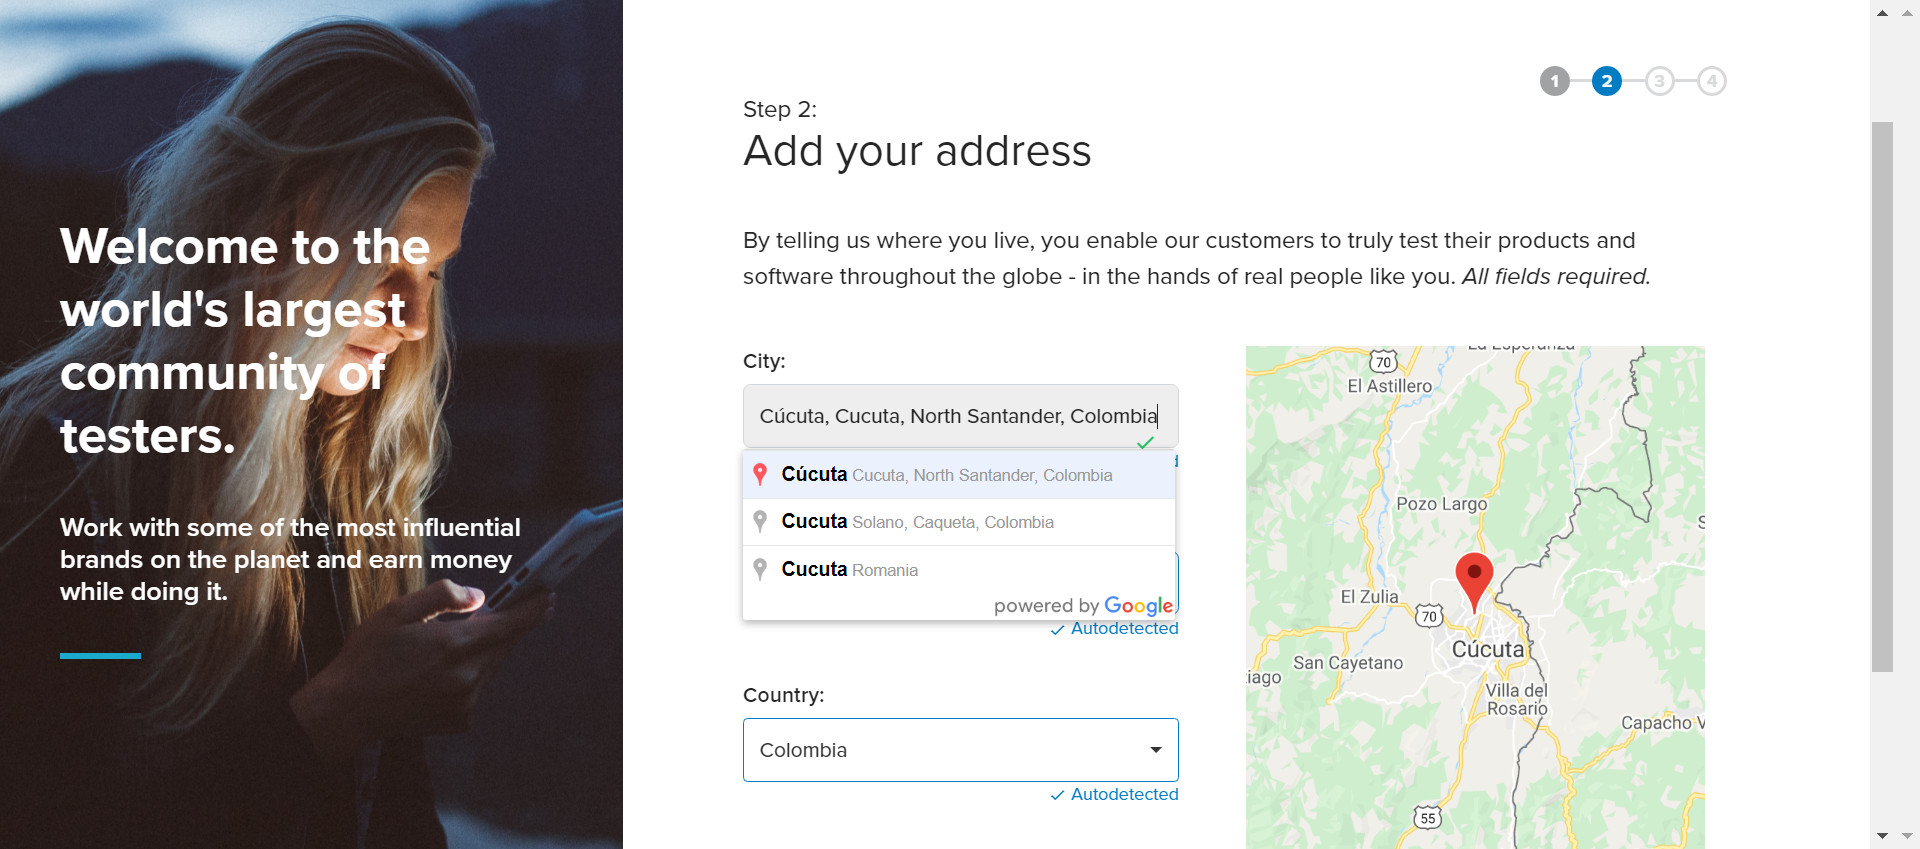 Welcome to the
world's largest
community of
testers.
Work with some of the most influential
brands on the planet and earn money
while doing it.
1 2 3 4
Step 2:
Add your address
By telling us where you live, you enable our customers to truly test their products and
software throughout the globe - in the hands of real people like you. All fields required.
City:
Cúcuta, Cucuta, North Santander, Colombia
Cúcuta Cucuta, North Santander, Colombia
Cucuta Solano, Caqueta, Colombia
Cucuta Romania
powered by Google
Autodetected
Country:
Colombia
Autodetected
La Esperanza
70
El Astillero
Pozo Largo
El Zulia
70
Cúcuta
San Cayetano
iago
Villa del
Rosario
Capacho V
55